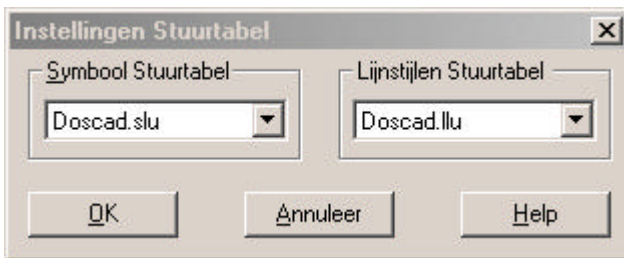 Instellingen Stuurtabel
Symbool Stuurtabel
Lijnstijlen Stuurtabel
Doscad.slu
Doscad.llu
OK
Annuleer
Help